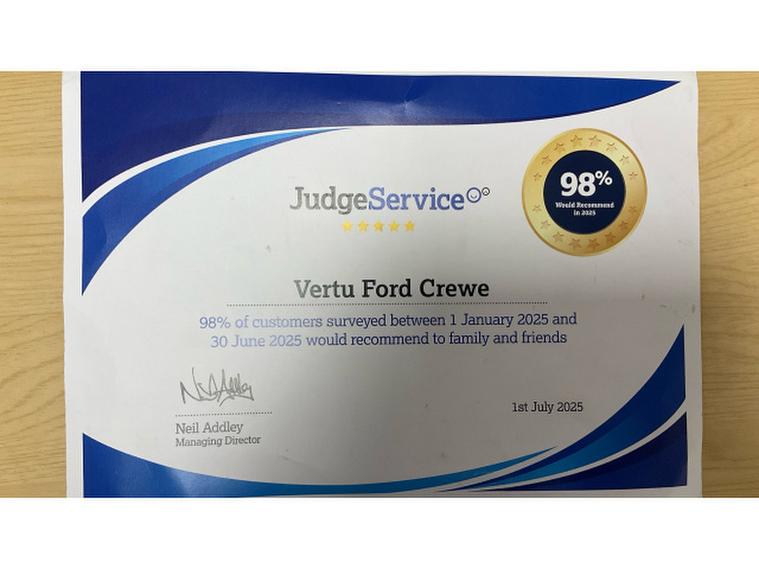 JudgeService
98%
Would Recommend
in 2025
Vertu Ford Crewe
98% of customers surveyed between 1 January 2025 and
30 June 2025 would recommend to family and friends
1st July 2025
Neil Addley
Managing Director